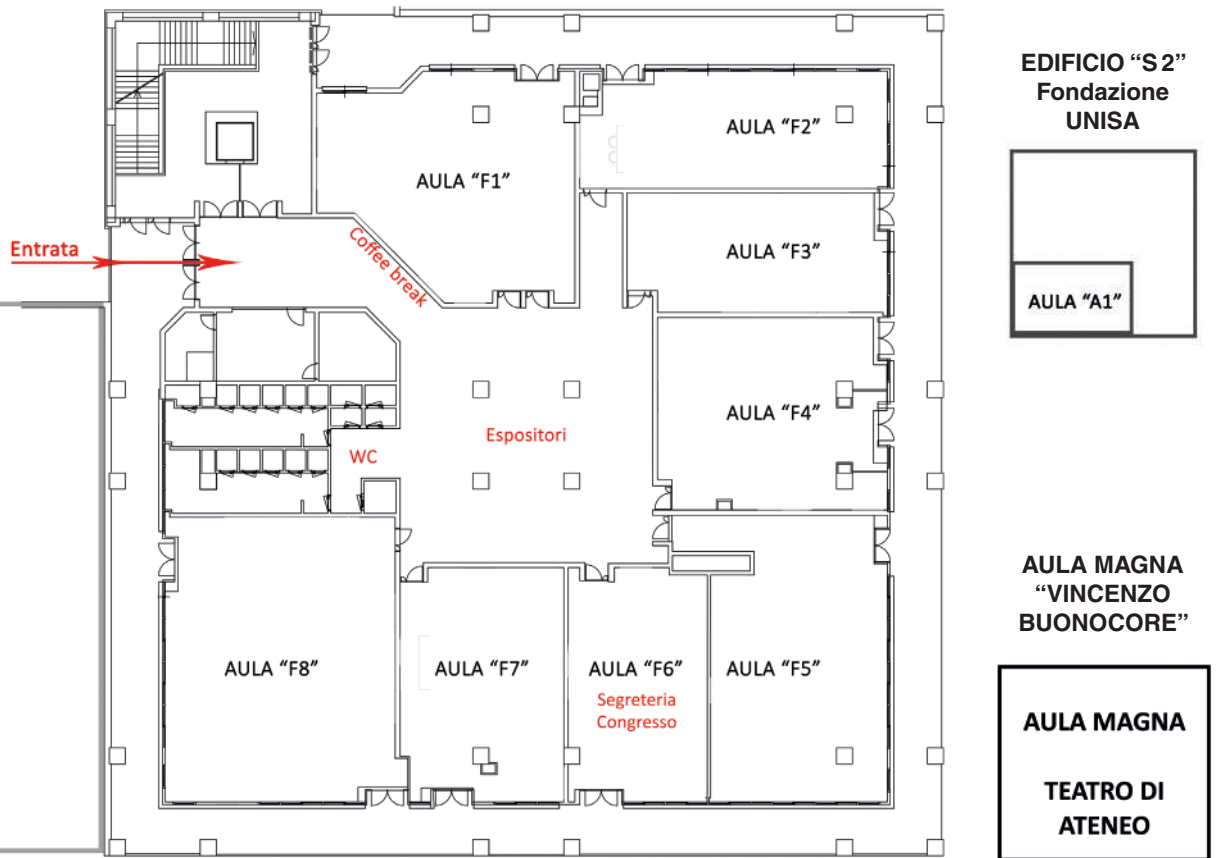 EDIFICIO “S 2”
Fondazione
UNISA
AULA “F2”
AULA “F1”
Entrata
Coffee break
AULA “F3”
AULA “A1”
AULA “F4”
Espositori
WC
AULA MAGNA
“VINCENZO
BUONOCORE”
AULA “F8”
AULA “F7”
AULA “F6”
Segreteria
Congresso
AULA “F5”
AULA MAGNA
TEATRO DI
ATENEO